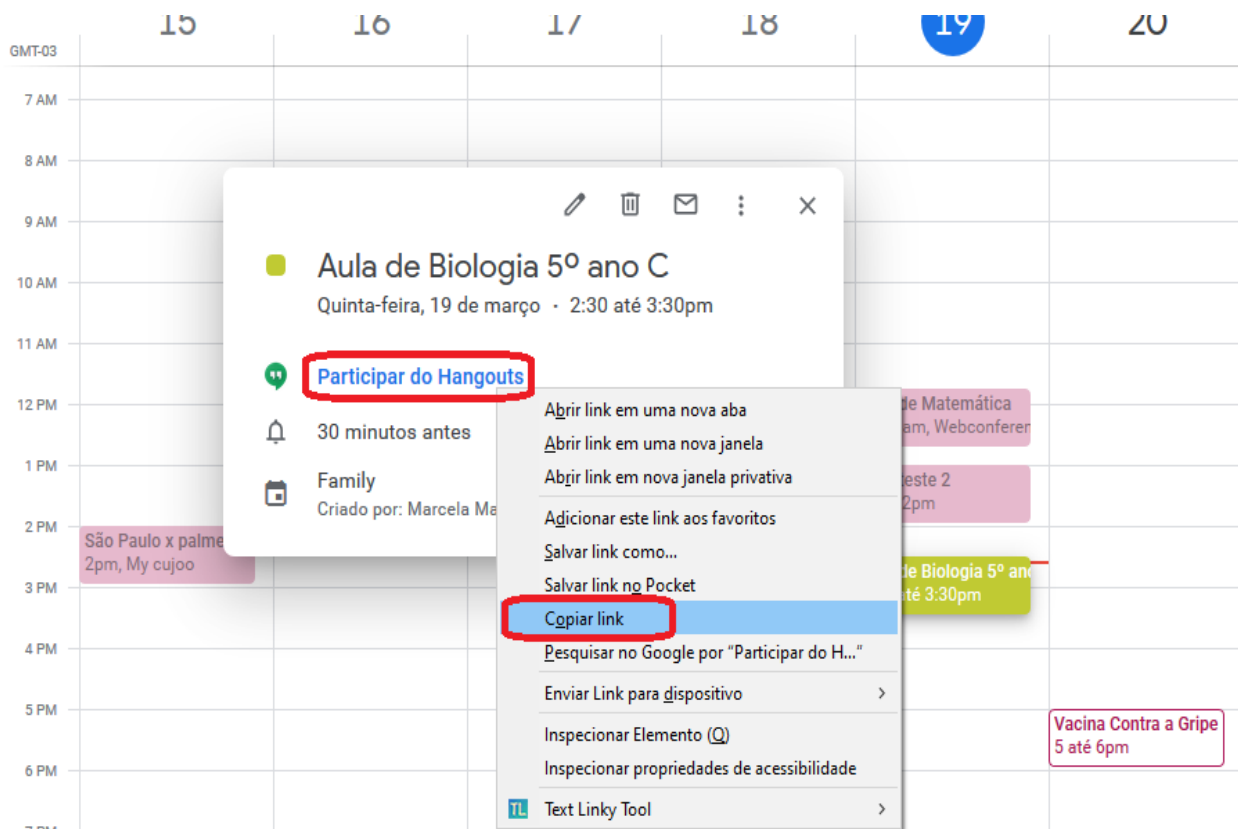 15 16 17 18 19 20
GMT-03
7 AM
8 AM
9 AM
10 AM
11 AM
12 PM
1 PM
2 PM
3 PM
4 PM
5 PM
6 PM
Aula de Biologia 5º ano C
Quinta-feira, 19 de março · 2:30 até 3:30pm
Participar do Hangouts
30 minutos antes
Family
Criado por: Marcela Ma
Abrir link em uma nova aba
Abrir link em uma nova janela
Abrir link em nova janela privativa
Adicionar este link aos favoritos
Salvar link como...
Salvar link no Pocket
Copiar link
Pesquisar no Google por “Participar do H...”
Enviar Link para dispositivo
Inspecionar Elemento (Q)
Inspecionar propriedades de acessibilidade
TL Text Linky Tool
São Paulo x palme
2pm, My cujoo
de Matemática
am, Webconferen
este 2
2pm
de Biologia 5º ano
até 3:30pm
Vacina Contra a Gripe
5 até 6pm